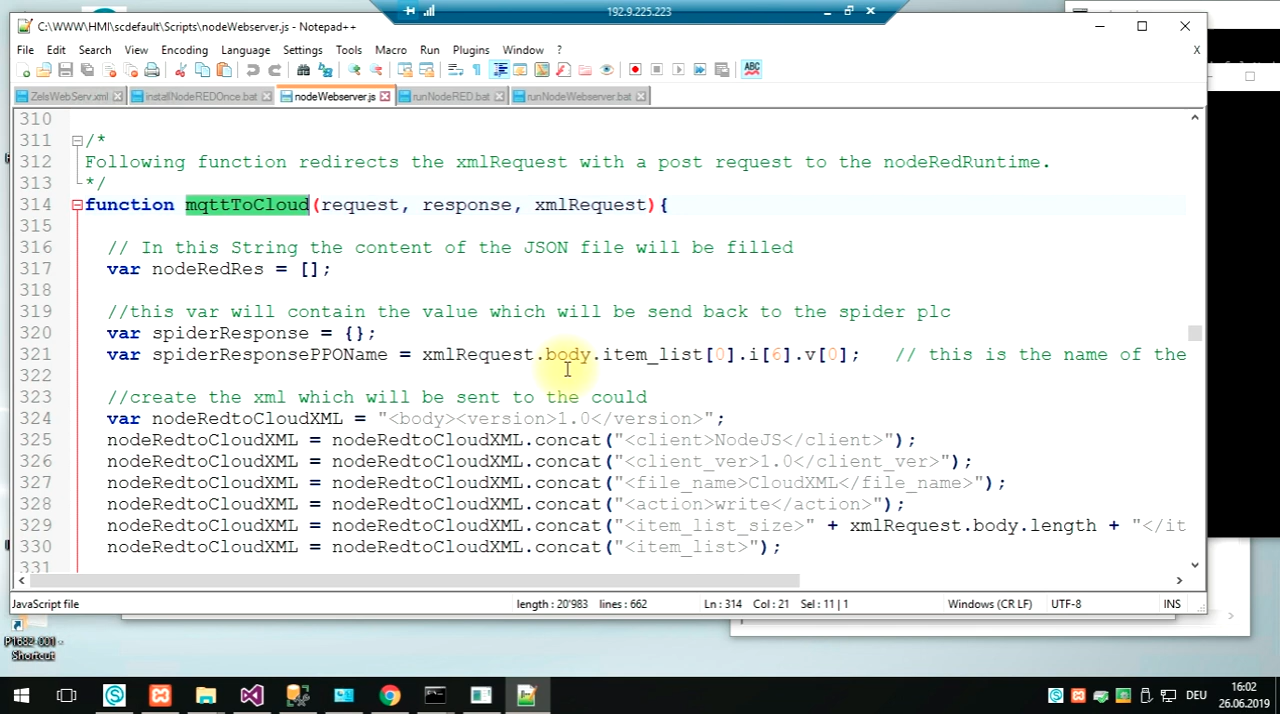 192.9.225.223
C:\WWW\HMI\scdefault\Scripts\nodeWebserver.js - Notepad++
File Edit Search View Encoding Language Settings Tools Macro Run Plugins Window ? X
ZelsWebServ.xml installNodeREDOnce.bat nodeWebserver.js runNodeRED.bat runNodeWebserver.bat
310
311 /*
312 Following function redirects the xmlRequest with a post request to the nodeRedRuntime.
313 */
314 function mqttToCloud(request, response, xmlRequest){
315
316 // In this String the content of the JSON file will be filled
317 var nodeRedRes = [];
318
319 //this var will contain the value which will be send back to the spider plc
320 var spiderResponse = {};
321 var spiderResponsePPOName = xmlRequest.body.item_list[0].i[6].v[0]; // this is the name of the
322
323 //create the xml which will be sent to the could
324 var nodeRedtoCloudXML = "<body><version>1.0</version>";
325 nodeRedtoCloudXML = nodeRedtoCloudXML.concat("<client>NodeJS</client>");
326 nodeRedtoCloudXML = nodeRedtoCloudXML.concat("<client_ver>1.0</client_ver>");
327 nodeRedtoCloudXML = nodeRedtoCloudXML.concat("<file_name>CloudXML</file_name>");
328 nodeRedtoCloudXML = nodeRedtoCloudXML.concat("<action>write</action>");
329 nodeRedtoCloudXML = nodeRedtoCloudXML.concat("<item_list_size>" + xmlRequest.body.length + "</it
330 nodeRedtoCloudXML = nodeRedtoCloudXML.concat("<item_list>");
331
JavaScript file length : 20'983 lines : 662 Ln : 314 Col : 21 Sel : 11 | 1 Windows (CR LF) UTF-8 INS
P1682-001 -
Shortcut
DEU
16:02
26.06.2019